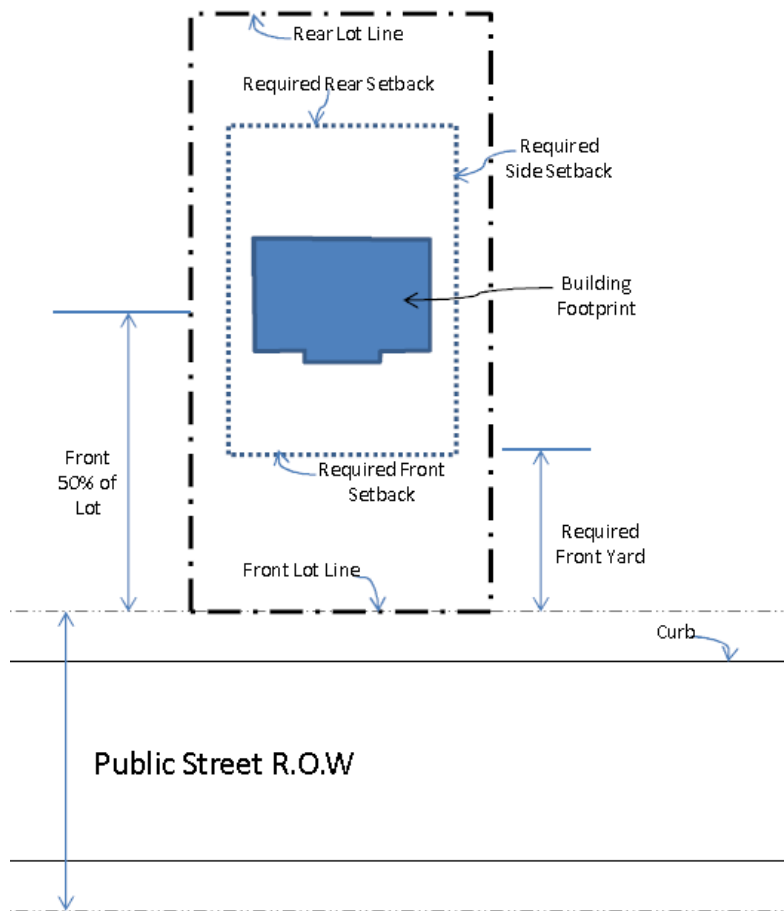 Rear Lot Line
Required Rear Setback
Required
Side Setback
Building
Footprint
Front
50% of
Lot
Required Front
Setback
Required
Front Yard
Front Lot Line
Curb
Public Street R.O.W